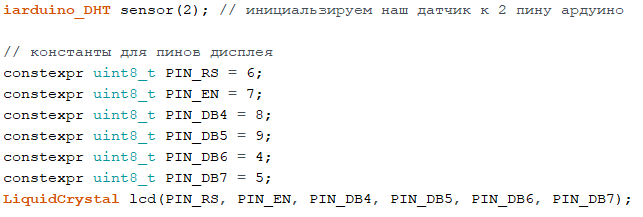 iarduino_DHT sensor(2); // инициальзируем наш датчик к 2 пину ардуино
// константы для пинов дисплея
constexpr uint8_t PIN_RS = 6;
constexpr uint8_t PIN_EN = 7;
constexpr uint8_t PIN_DB4 = 8;
constexpr uint8_t PIN_DB5 = 9;
constexpr uint8_t PIN_DB6 = 4;
constexpr uint8_t PIN_DB7 = 5;
LiquidCrystal lcd(PIN_RS, PIN_EN, PIN_DB4, PIN_DB5, PIN_DB6, PIN_DB7);